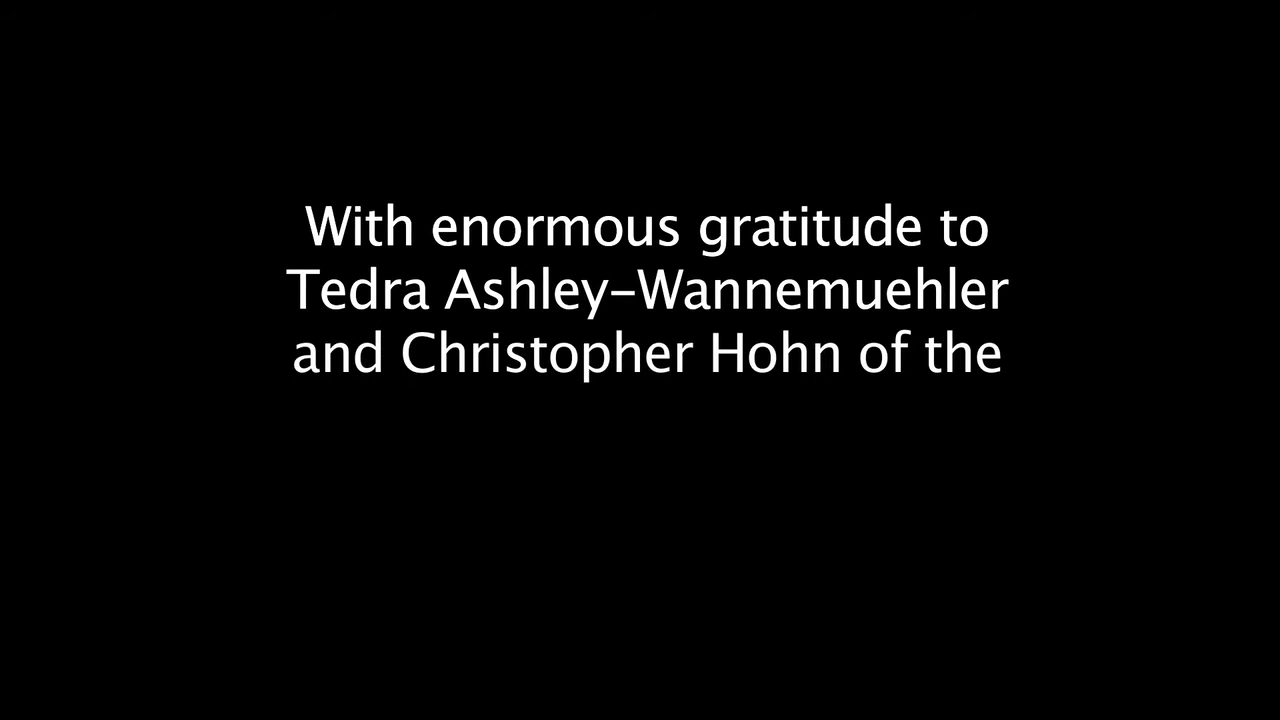 With enormous gratitude to
Tedra Ashley-Wannemuehler
and Christopher Hohn of the